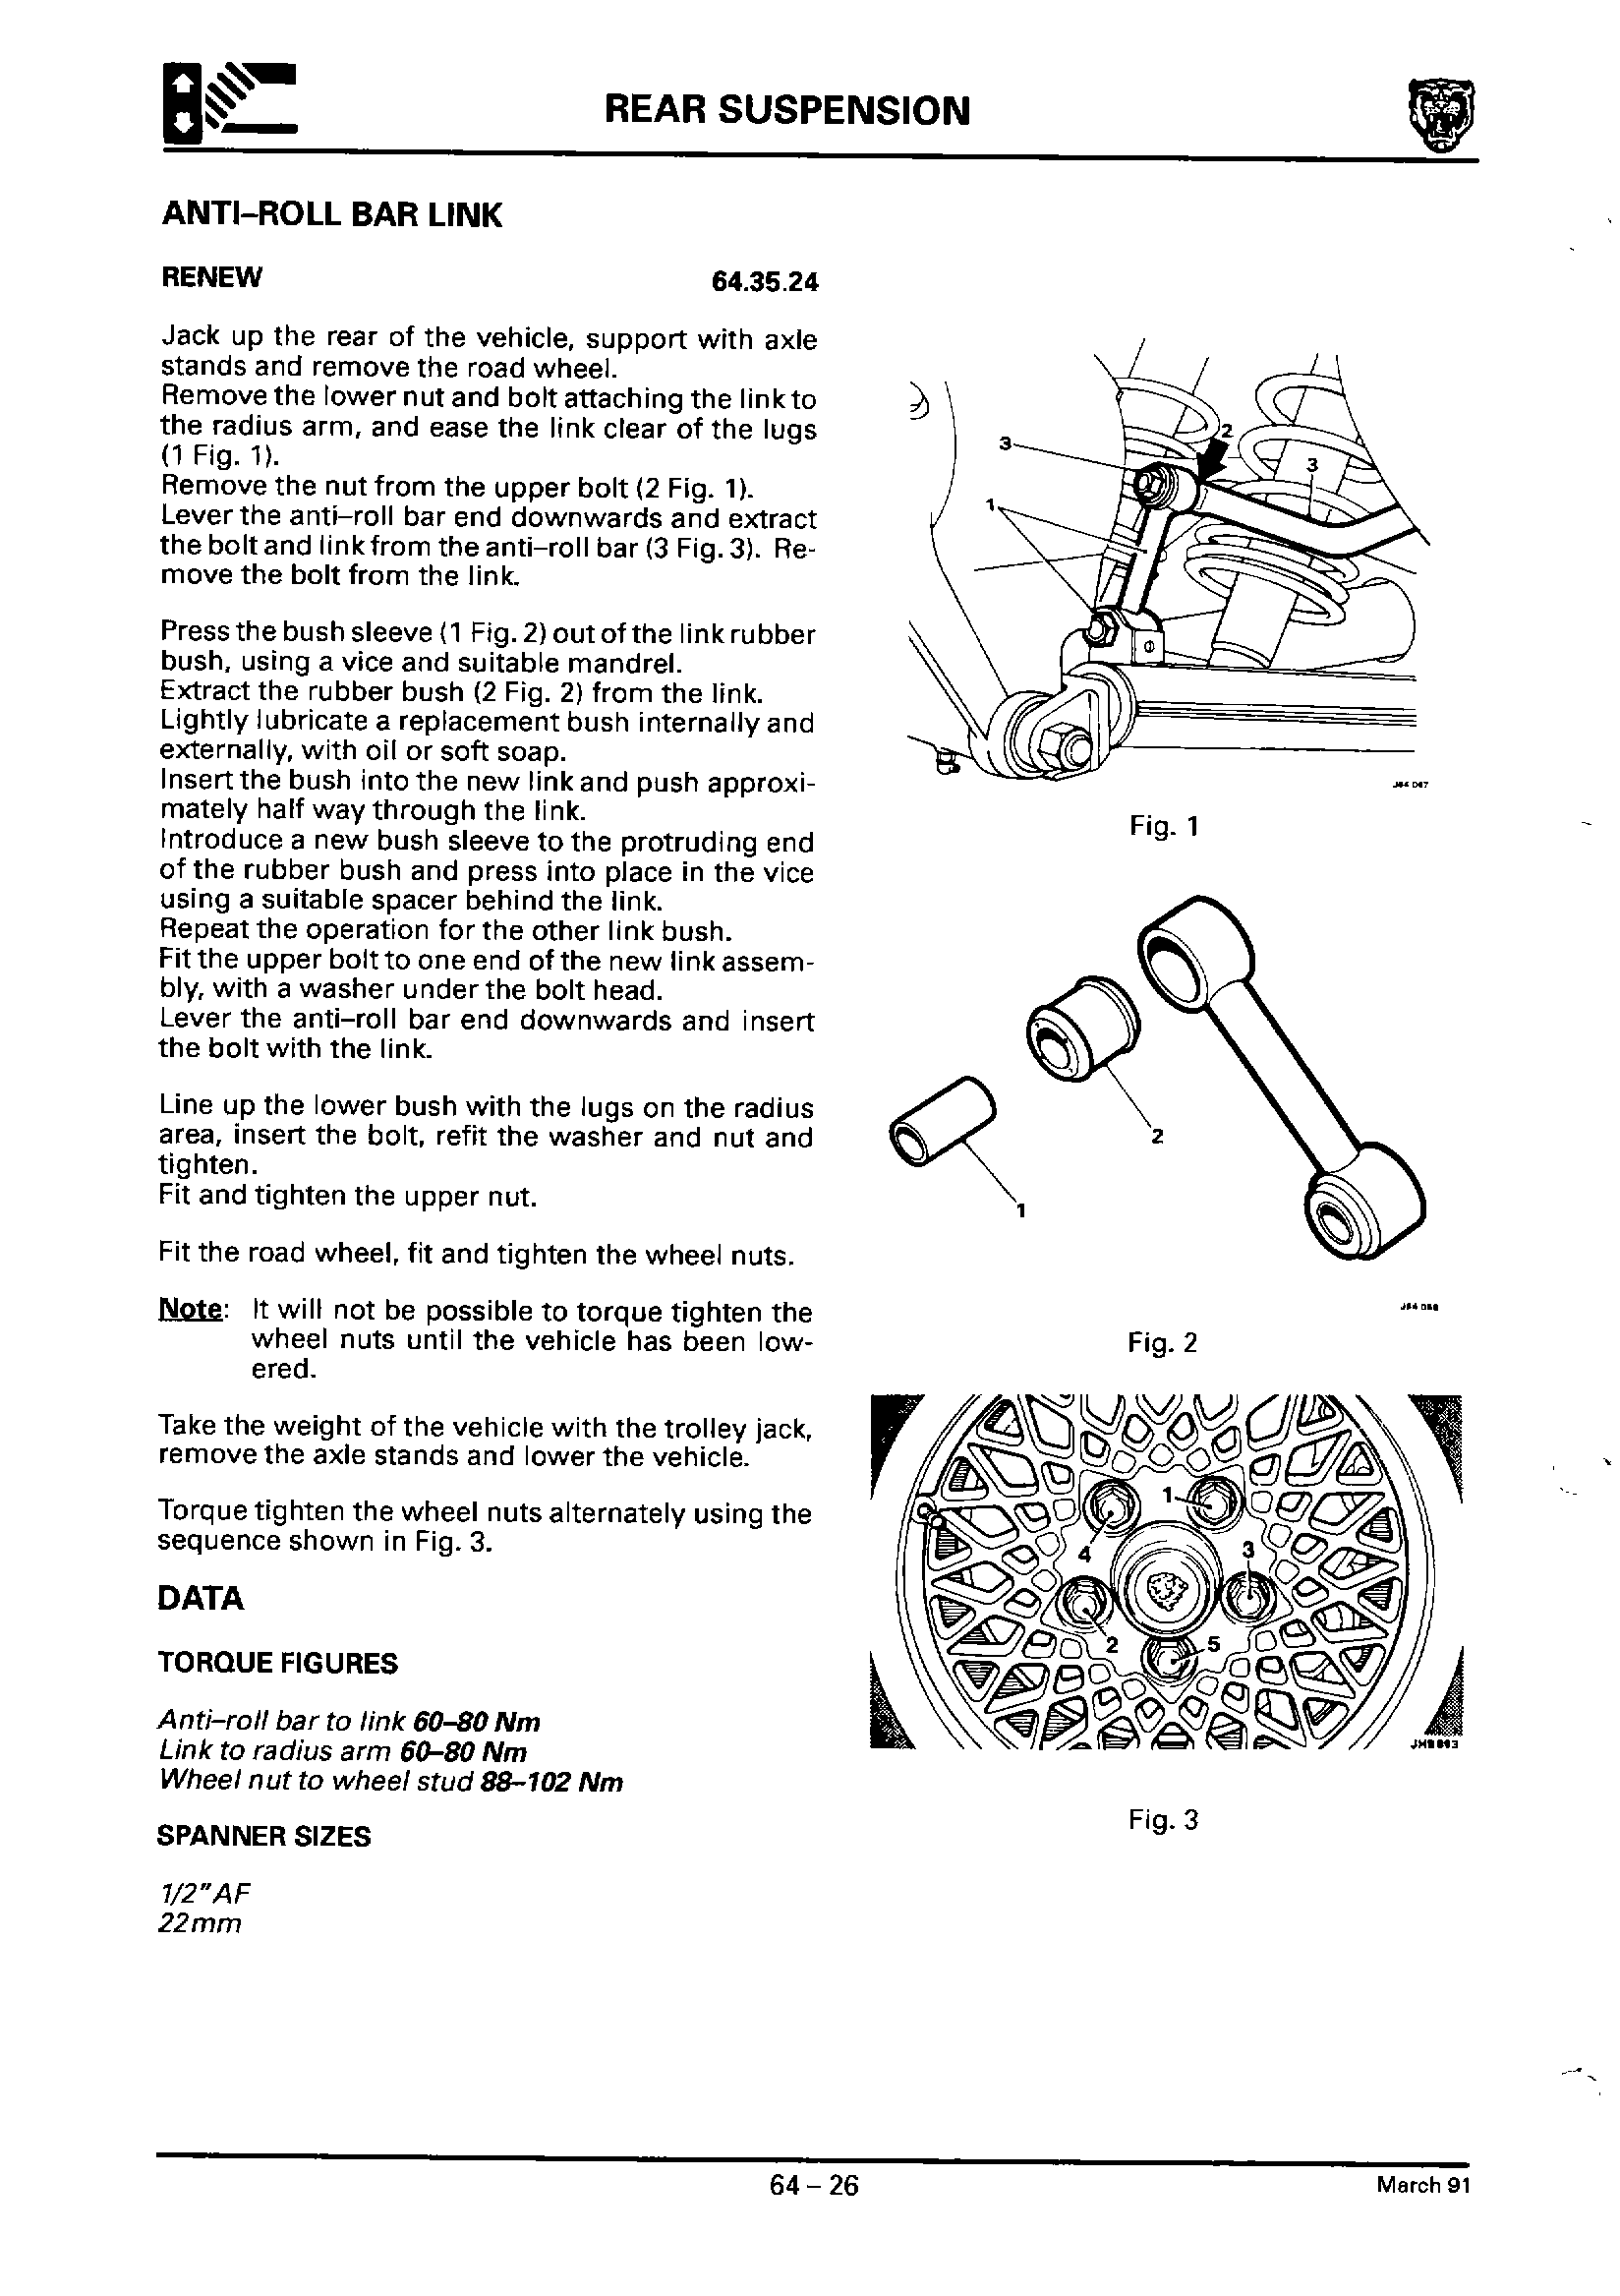 REAR SUSPENSION
ANTI–ROLL BAR LINK
RENEW 64.35.24
Jack up the rear of the vehicle, support with axle
stands and remove the road wheel.
Remove the lower nut and bolt attaching the link to
the radius arm, and ease the link clear of the lugs
(1 Fig. 1).
Remove the nut from the upper bolt (2 Fig. 1).
Lever the anti–roll bar end downwards and extract
the bolt and link from the anti–roll bar (3 Fig. 3). Re-
move the bolt from the link.
Press the bush sleeve (1 Fig. 2) out of the link rubber
bush, using a vice and suitable mandrel.
Extract the rubber bush (2 Fig. 2) from the link.
Lightly lubricate a replacement bush internally and
externally, with oil or soft soap.
Insert the bush into the new link and push approxi-
mately half way through the link.
Introduce a new bush sleeve to the protruding end
of the rubber bush and press into place in the vice
using a suitable spacer behind the link.
Repeat the operation for the other link bush.
Fit the upper bolt to one end of the new link assem-
bly, with a washer under the bolt head.
Lever the anti–roll bar end downwards and insert
the bolt with the link.
Line up the lower bush with the lugs on the radius
area, insert the bolt, refit the washer and nut and
tighten.
Fit and tighten the upper nut.
Fit the road wheel, fit and tighten the wheel nuts.
Note: It will not be possible to torque tighten the
wheel nuts until the vehicle has been low-
ered.
Take the weight of the vehicle with the trolley jack,
remove the axle stands and lower the vehicle.
Torque tighten the wheel nuts alternately using the
sequence shown in Fig. 3.
DATA
TORQUE FIGURES
Anti–roll bar to link 60–80 Nm
Link to radius arm 60–80 Nm
Wheel nut to wheel stud 88–102 Nm
SPANNER SIZES
1/2"AF
22mm
2
3
3
1
J64 047
Fig. 1
2
1
Fig. 2
1
4
3
2
5
Fig. 3
64 – 26
March 91